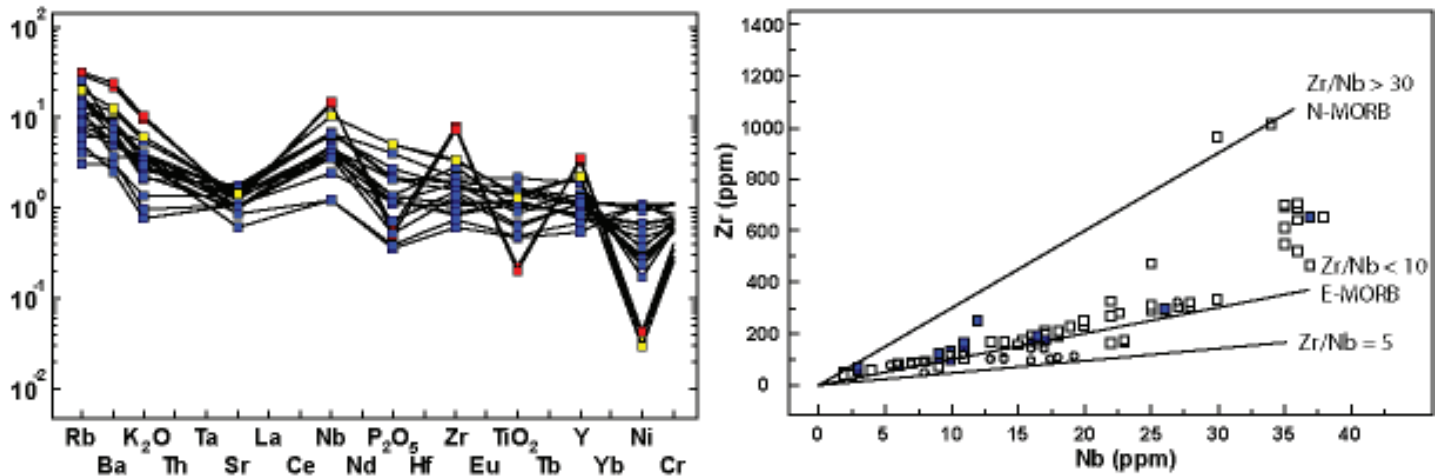 10²
10¹
10⁰
10⁻¹
10⁻²
Rb K₂O Ta La Nb P₂O₅ Zr TiO₂ Y Ni
Ba Th Sr Ce Nd Hf Eu Tb Yb Cr
1400
1200
1000
800
600
400
200
0
Zr (ppm)
Zr/Nb > 30
N-MORB
Zr/Nb < 10
E-MORB
Zr/Nb = 5
0 5 10 15 20 25 30 35 40
Nb (ppm)